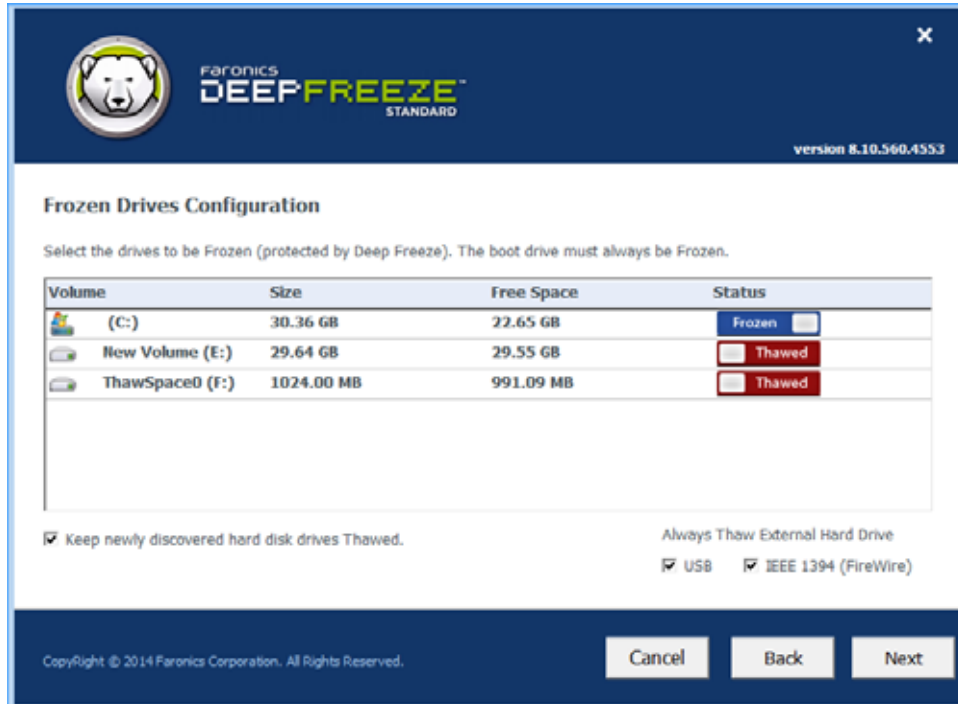 Faronics
DEEPFREEZE™
STANDARD
version 8.10.560.4553
Frozen Drives Configuration
Select the drives to be Frozen (protected by Deep Freeze). The boot drive must always be Frozen.
Volume Size Free Space Status
(C:) 30.36 GB 22.65 GB Frozen
New Volume (E:) 29.64 GB 29.55 GB Thawed
ThawSpace0 (F:) 1024.00 MB 991.09 MB Thawed
Keep newly discovered hard disk drives Thawed.
Always Thaw External Hard Drive
USB IEEE 1394 (FireWire)
CopyRight © 2014 Faronics Corporation. All Rights Reserved.
Cancel Back Next